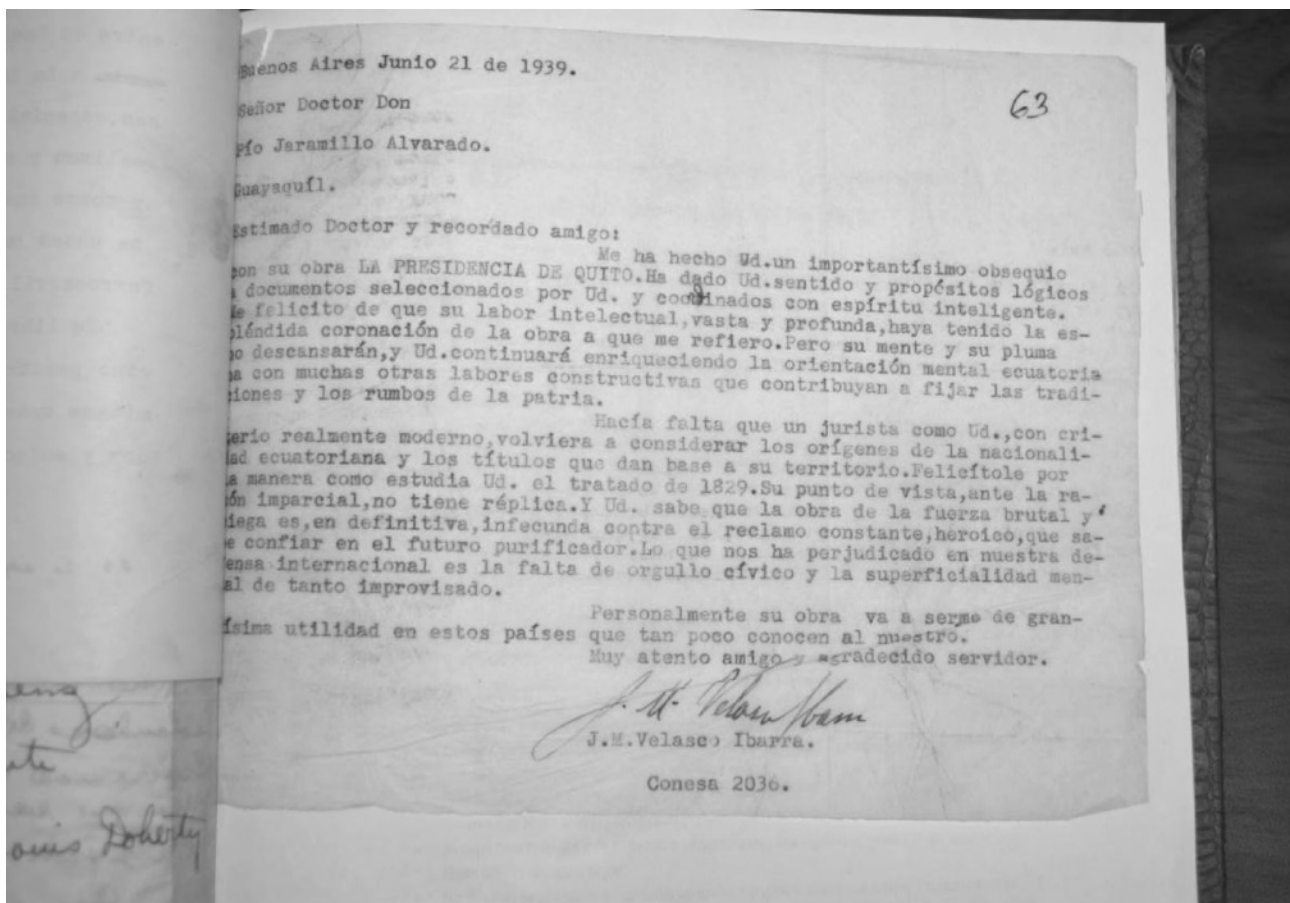 Buenos Aires Junio 21 de 1939.
63
Señor Doctor Don
Pío Jaramillo Alvarado.
Guayaquíl.
Estimado Doctor y recordado amigo:
Me ha hecho Ud.un importantísimo obsequio
con su obra LA PRESIDENCIA DE QUITO.Ha dado Ud.sentido y propósitos lógicos
a documentos seleccionados por Ud. y coordinados con espíritu inteligente.
Me felicito de que su labor intelectual,vasta y profunda,haya tenido la es-
pléndida coronación de la obra a que me refiero.Pero su mente y su pluma
no descansarán,y Ud.continuará enriqueciendo la orientación mental ecuatoria
na con muchas otras labores constructivas que contribuyan a fijar las tradi-
ciones y los rumbos de la patria.
Hacía falta que un jurista como Ud.,con cri-
terio realmente moderno,volviera a considerar los orígenes de la nacionali-
dad ecuatoriana y los títulos que dan base a su territorio.Felicítole por
la manera como estudia Ud. el tratado de 1829.Su punto de vista,ante la ra-
zón imparcial,no tiene réplica.Y Ud. sabe que la obra de la fuerza brutal y
ciega es,en definitiva,infecunda contra el reclamo constante,heroico,que sa-
be confiar en el futuro purificador.Lo que nos ha perjudicado en nuestra de-
fensa internacional es la falta de orgullo cívico y la superficialidad men-
tal de tanto improvisado.
Personalmente su obra va a serme de gran-
dísima utilidad en estos países que tan poco conocen al nuestro.
Muy atento amigo y agradecido servidor.
J. M. Velasco Ibarra
J.M.Velasco Ibarra.
Conesa 2036.
Doherty